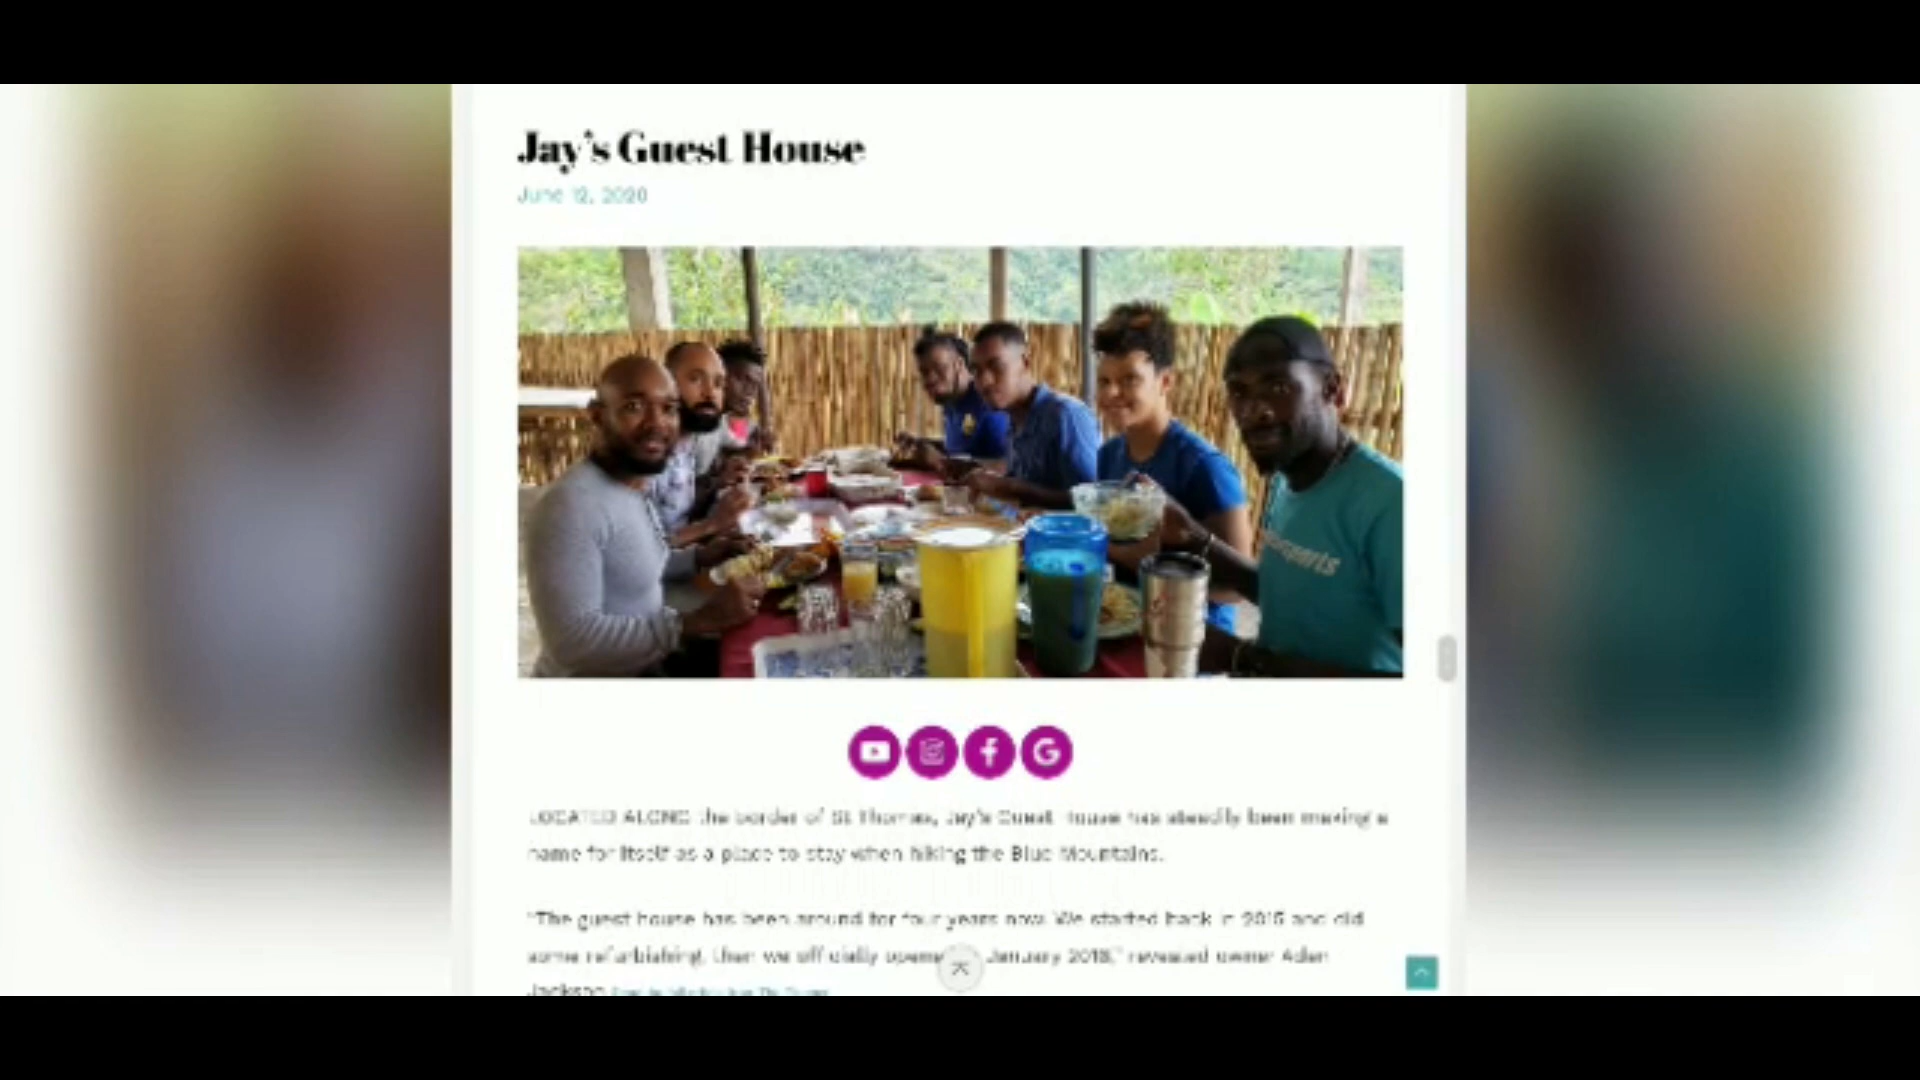 Jay's Guest House
June 12, 2020
LOCATED ALONG the border of St Thomas, Jay's Guest House has steadily been making a
name for itself as a place to stay when hiking the Blue Mountains.
"The guest house has been around for four years now. We started back in 2015 and did
some refurbishing, then we officially opened January 2016," revealed owner
Jackson